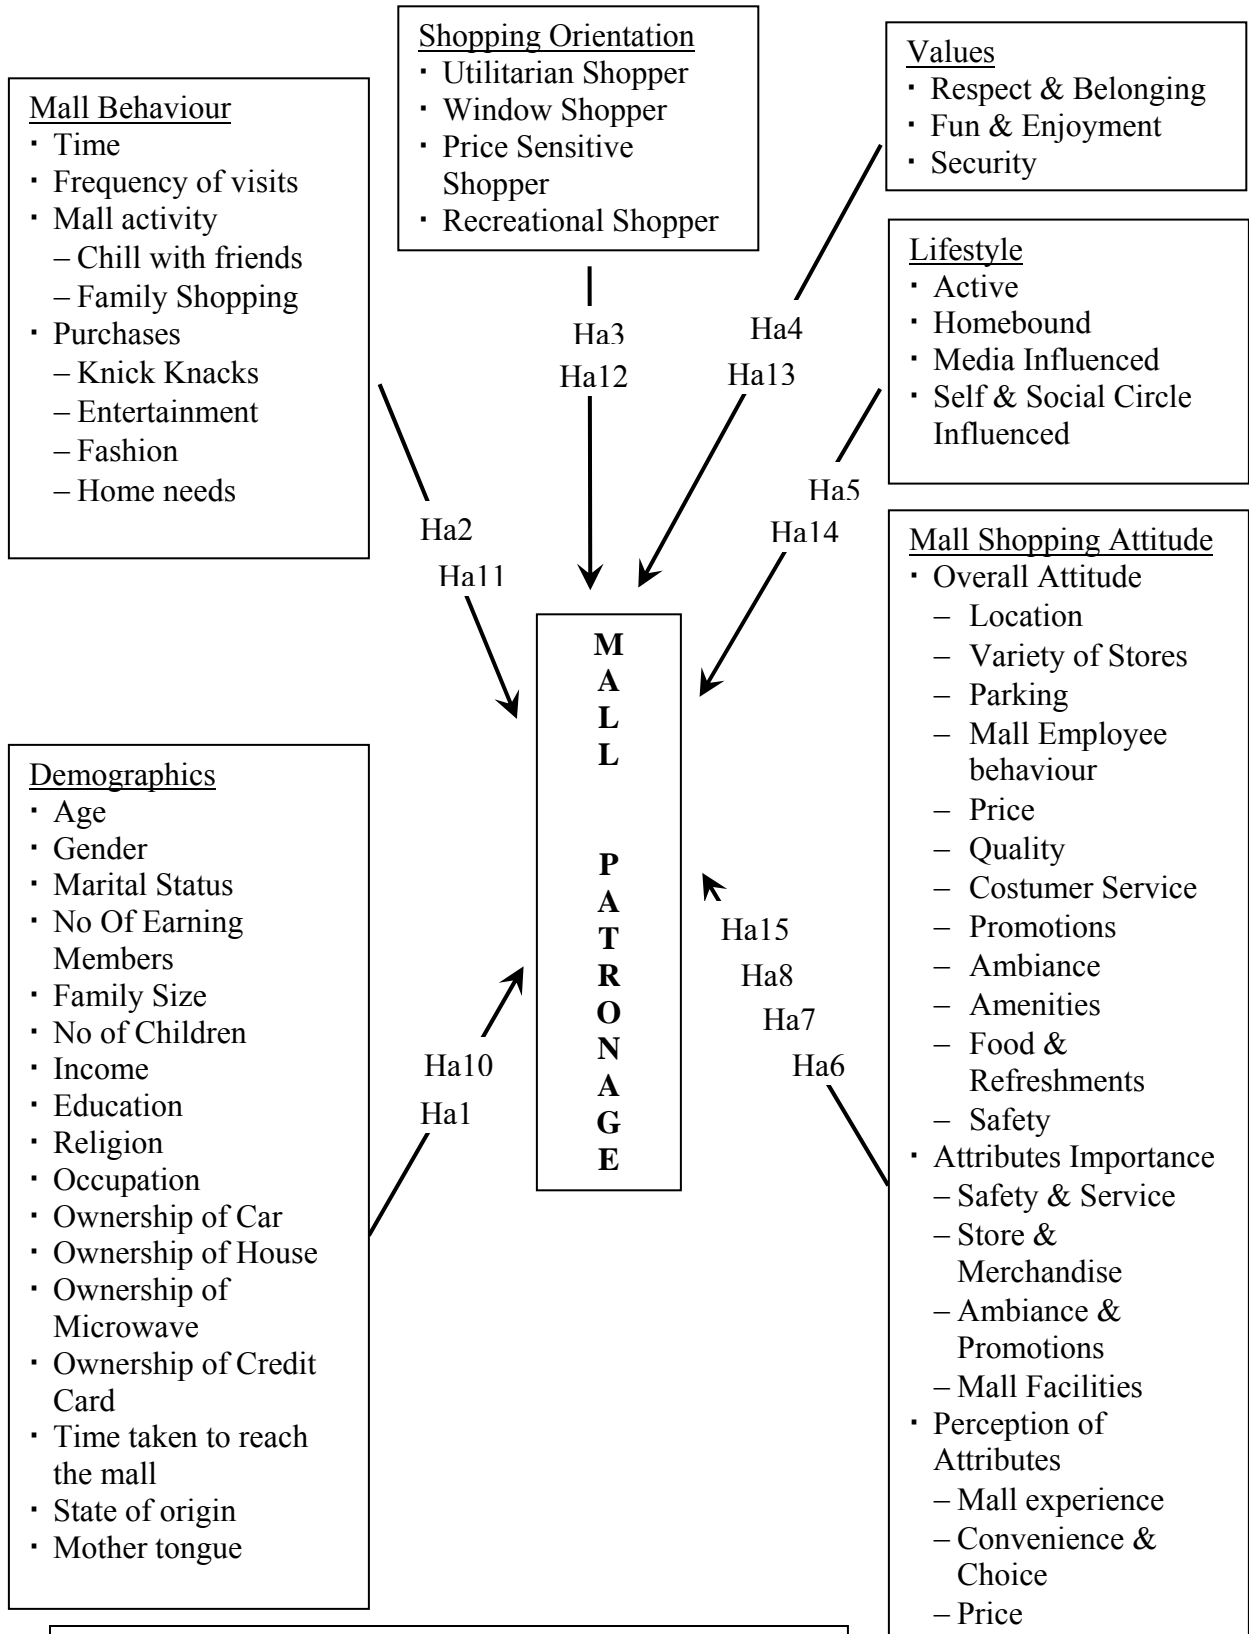 Shopping Orientation
▪ Utilitarian Shopper
▪ Window Shopper
▪ Price Sensitive
Shopper
▪ Recreational Shopper
Values
▪ Respect & Belonging
▪ Fun & Enjoyment
▪ Security
Mall Behaviour
▪ Time
▪ Frequency of visits
▪ Mall activity
– Chill with friends
– Family Shopping
▪ Purchases
– Knick Knacks
– Entertainment
– Fashion
– Home needs
Lifestyle
▪ Active
▪ Homebound
▪ Media Influenced
▪ Self & Social Circle
Influenced
Ha3
Ha12
Ha4
Ha13
Ha5
Ha14
Ha2
Ha11
Mall Shopping Attitude
▪ Overall Attitude
– Location
– Variety of Stores
– Parking
– Mall Employee
behaviour
– Price
– Quality
– Costumer Service
– Promotions
– Ambiance
– Amenities
– Food &
Refreshments
– Safety
▪ Attributes Importance
– Safety & Service
– Store &
Merchandise
– Ambiance &
Promotions
– Mall Facilities
▪ Perception of
Attributes
– Mall experience
– Convenience &
Choice
– Price
M
A
L
L
P
A
T
R
O
N
A
G
E
Demographics
▪ Age
▪ Gender
▪ Marital Status
▪ No Of Earning
Members
▪ Family Size
▪ No of Children
▪ Income
▪ Education
▪ Religion
▪ Occupation
▪ Ownership of Car
▪ Ownership of House
▪ Ownership of
Microwave
▪ Ownership of Credit
Card
▪ Time taken to reach
the mall
▪ State of origin
▪ Mother tongue
Ha10
Ha1
Ha15
Ha8
Ha7
Ha6